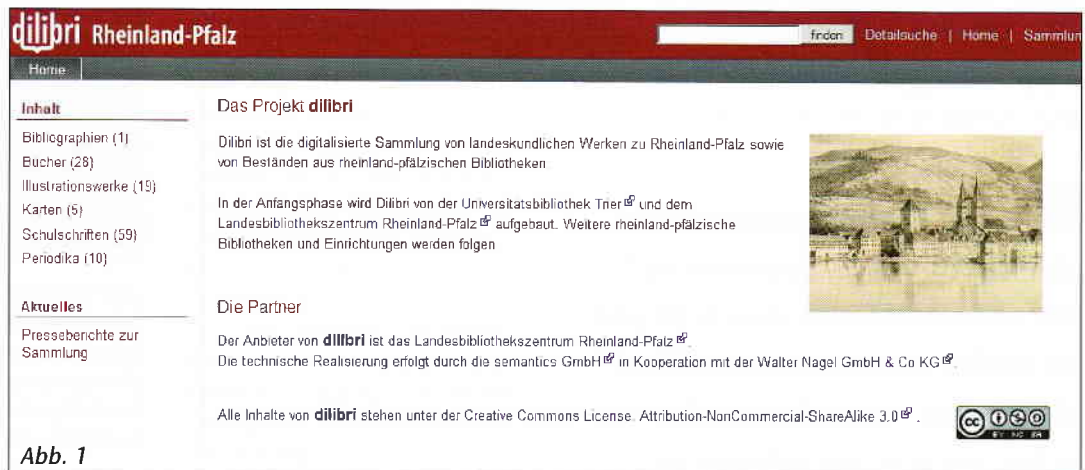 dilibri Rheinland-Pfalz
finden Detailsuche | Home | Sammlun
Home
Inhalt
Bibliographien (1)
Bucher (28)
Illustrationswerke (19)
Karten (5)
Schulschriften (59)
Periodika (10)
Aktuelles
Presseberichte zur
Sammlung
Das Projekt dilibri
Dilibri ist die digitalisierte Sammlung von landeskundlichen Werken zu Rheinland-Pfalz sowie
von Beständen aus rheinland-pfälzischen Bibliotheken
In der Anfangsphase wird Dilibri von der Universitatsbibliothek Trier und dem
Landesbibliothekszentrum Rheinland-Pfalz aufgebaut. Weitere rheinland-pfälzische
Bibliotheken und Einrichtungen werden folgen
Die Partner
Der Anbieter von dilibri ist das Landesbibliothekszentrum Rheinland-Pfalz.
Die technische Realisierung erfolgt durch die semantics GmbH in Kooperation mit der Walter Nagel GmbH & Co KG.
Alle Inhalte von dilibri stehen unter der Creative Commons License. Attribution-NonCommercial-ShareAlike 3.0 .
cc
BY NC SA
Abb. 1